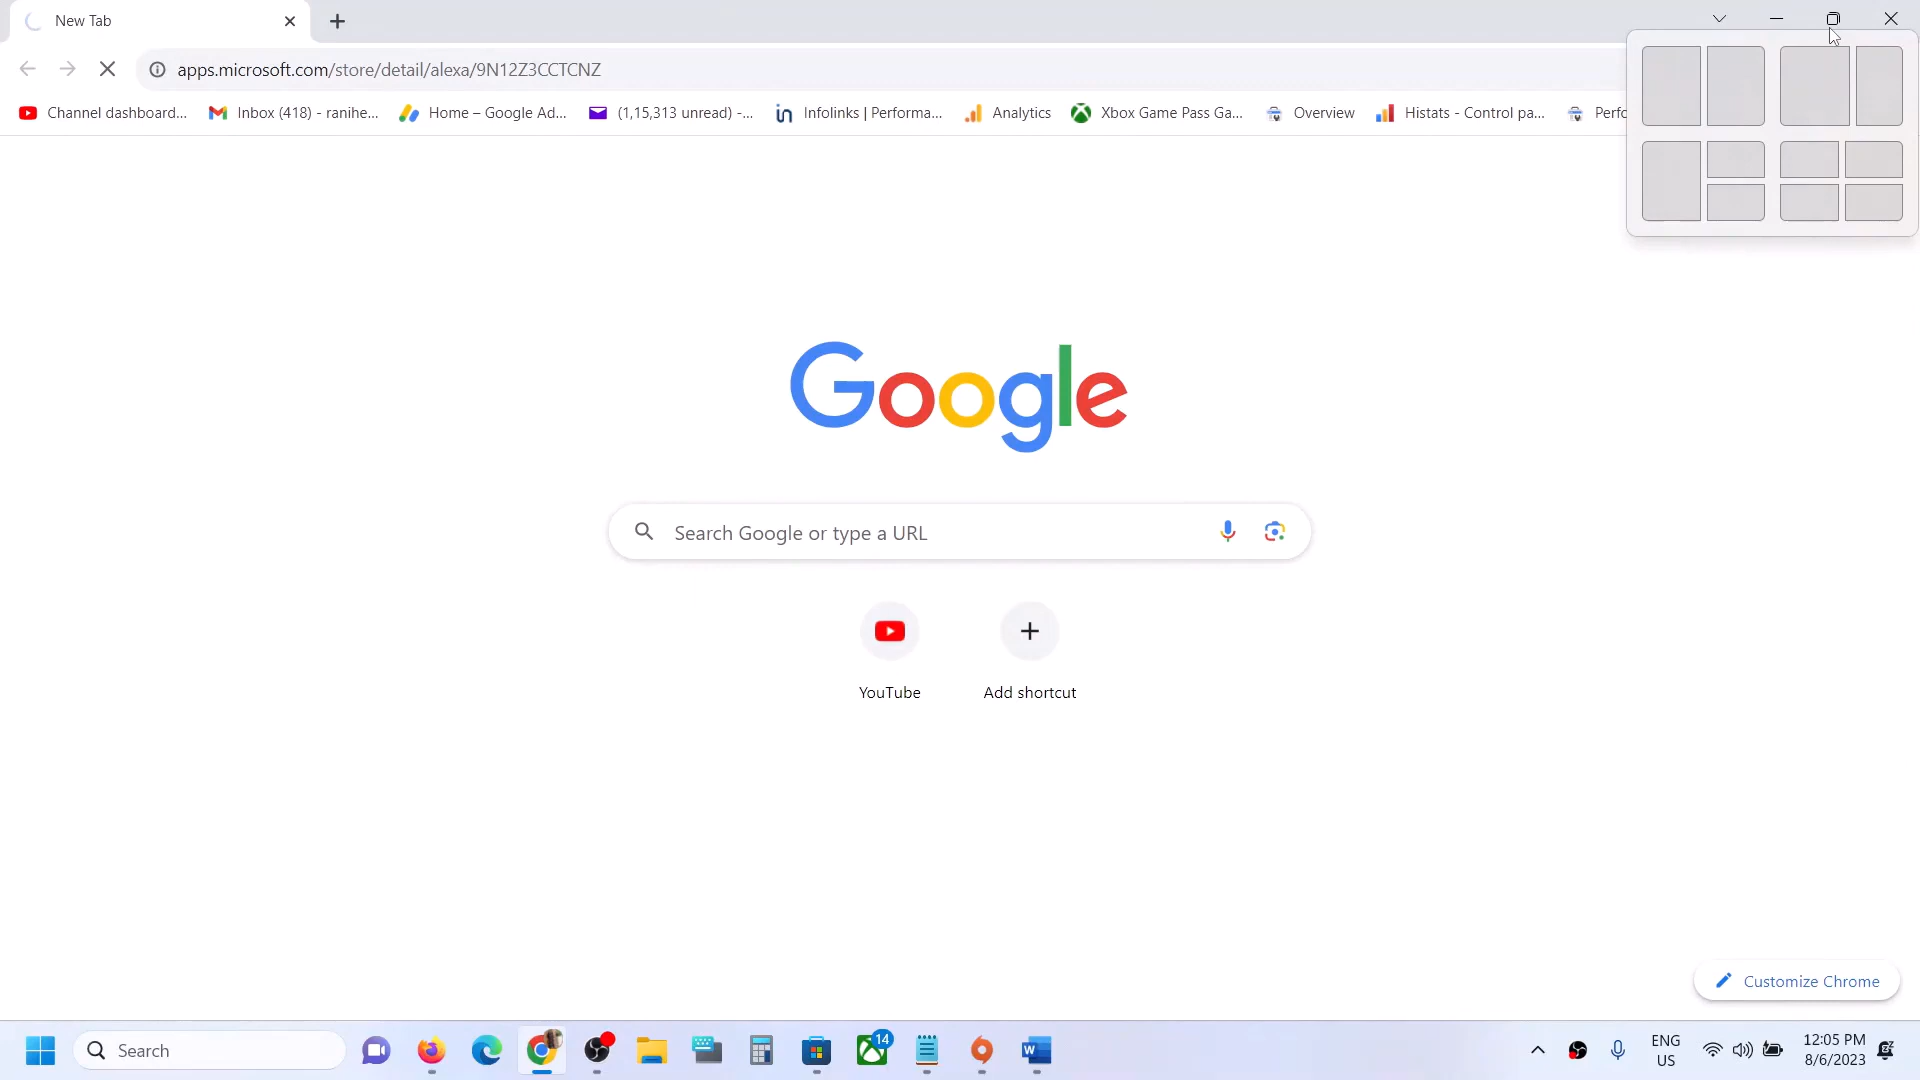 New Tab
apps.microsoft.com/store/detail/alexa/9N12Z3CCTCNZ
Channel dashboard... Inbox (418) - ranihe... Home – Google Ad... (1,15,313 unread) -... Infolinks | Performa... Analytics Xbox Game Pass Ga... Overview Histats - Control pa... Perfo
Google
Search Google or type a URL
YouTube Add shortcut
Customize Chrome
Search 14 ENG 12:05 PM
US 8/6/2023